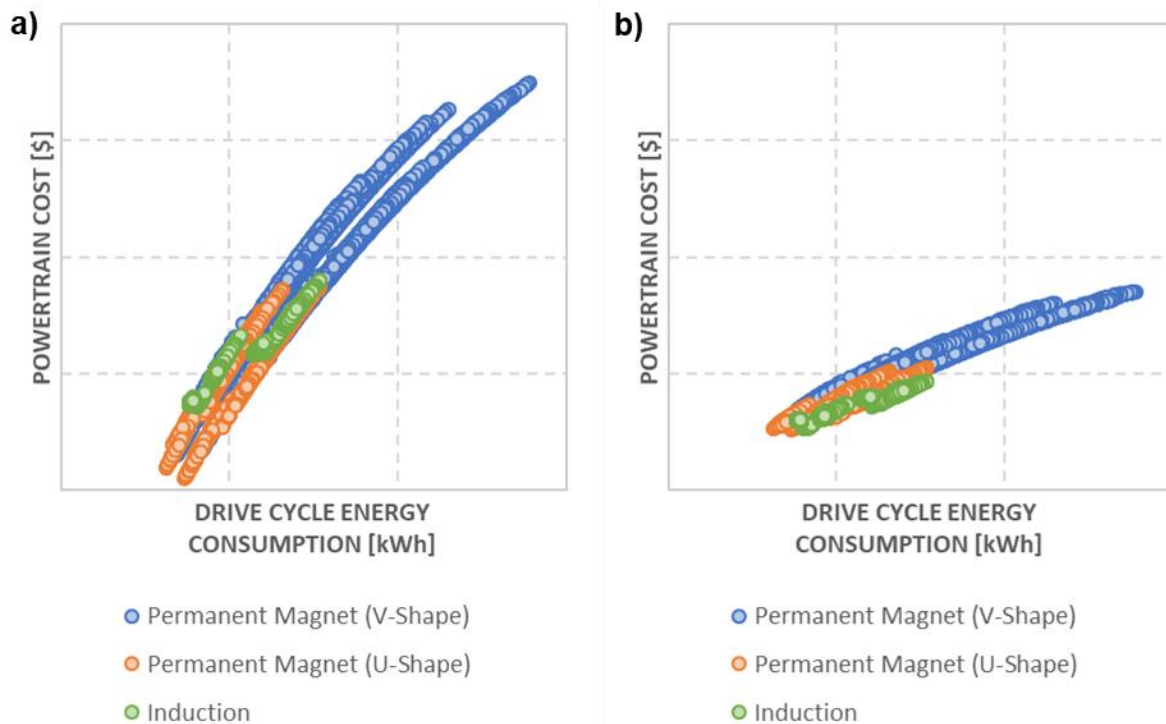 a)
POWERTRAIN COST [$]
DRIVE CYCLE ENERGY
CONSUMPTION [kWh]
Permanent Magnet (V-Shape)
Permanent Magnet (U-Shape)
Induction
b)
POWERTRAIN COST [$]
DRIVE CYCLE ENERGY
CONSUMPTION [kWh]
Permanent Magnet (V-Shape)
Permanent Magnet (U-Shape)
Induction